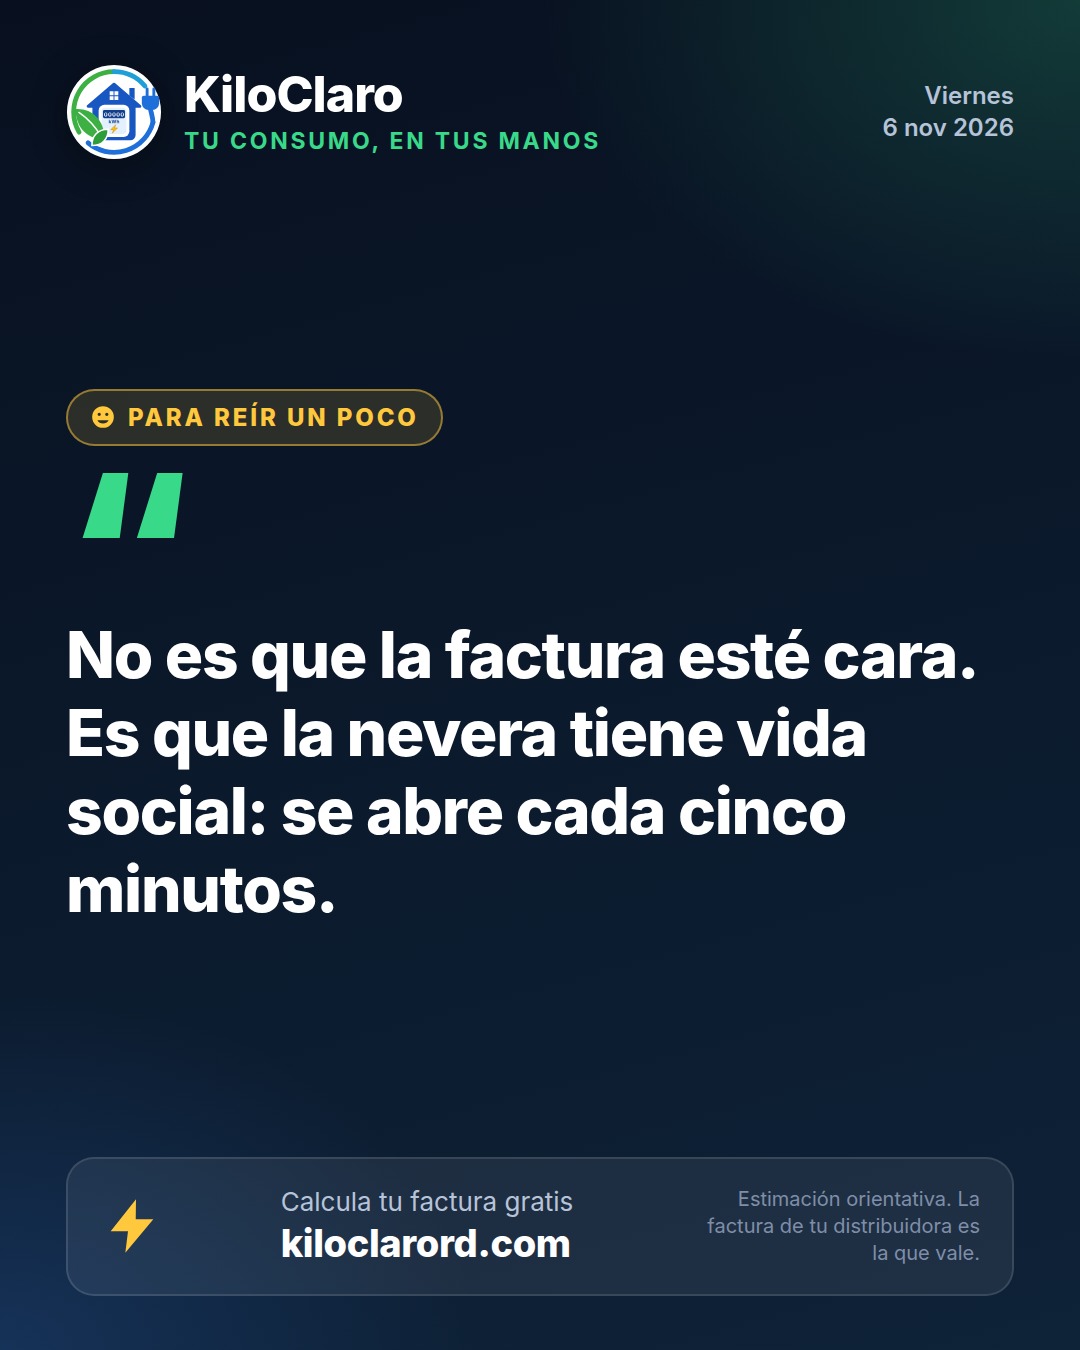 KiloClaro
TU CONSUMO, EN TUS MANOS
Viernes
6 nov 2026
PARA REÍR UN POCO
“
No es que la factura esté cara.
Es que la nevera tiene vida
social: se abre cada cinco
minutos.
Calcula tu factura gratis
kiloclarord.com
Estimación orientativa. La
factura de tu distribuidora es
la que vale.